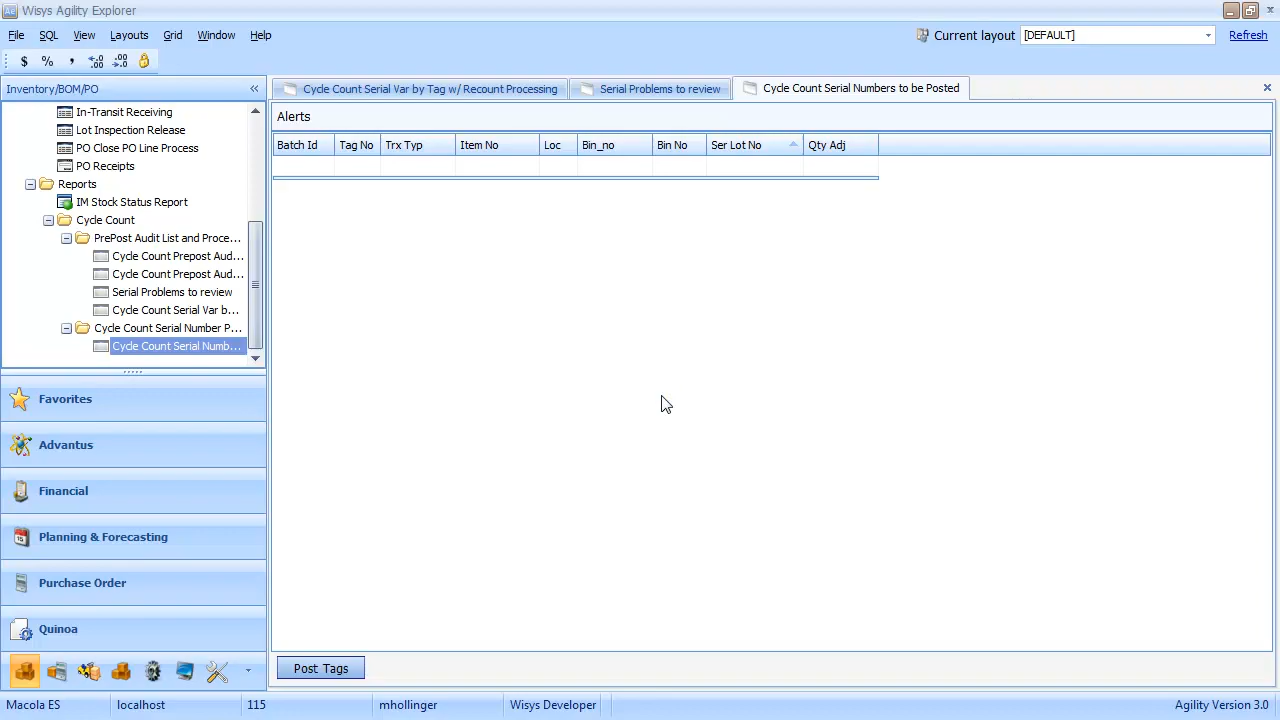 Wisys Agility Explorer
File SQL View Layouts Grid Window Help
Current layout [DEFAULT] Refresh
$ % ,
Inventory/BOM/PO
Cycle Count Serial Var by Tag w/ Recount Processing
Serial Problems to review
Cycle Count Serial Numbers to be Posted
In-Transit Receiving
Lot Inspection Release
PO Close PO Line Process
PO Receipts
Reports
IM Stock Status Report
Cycle Count
PrePost Audit List and Proce...
Cycle Count Prepost Aud...
Cycle Count Prepost Aud...
Serial Problems to review
Cycle Count Serial Var b...
Cycle Count Serial Number P...
Cycle Count Serial Numb...
Alerts
Batch Id Tag No Trx Typ Item No Loc Bin_no Bin No Ser Lot No Qty Adj
Favorites
Advantus
Financial
Planning & Forecasting
Purchase Order
Quinoa
Post Tags
Macola ES localhost 115 mhollinger Wisys Developer Agility Version 3.0